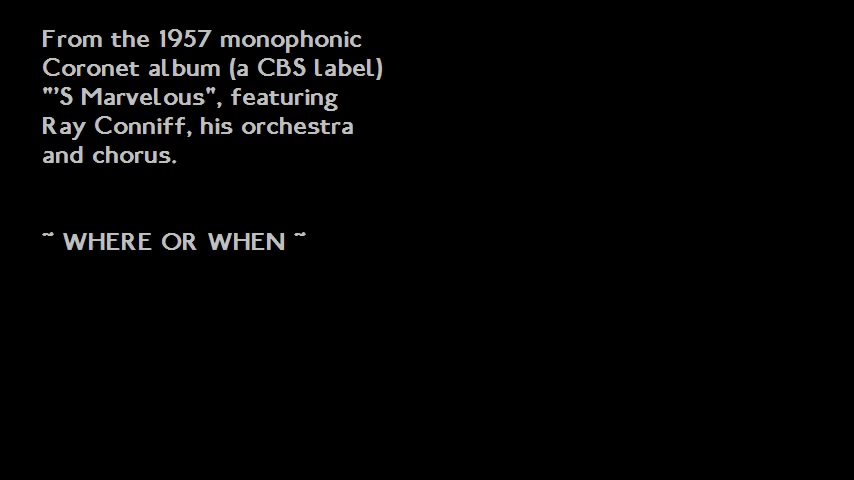 From the 1957 monophonic
Coronet album (a CBS label)
"'S Marvelous", featuring
Ray Conniff, his orchestra
and chorus.
~ WHERE OR WHEN ~